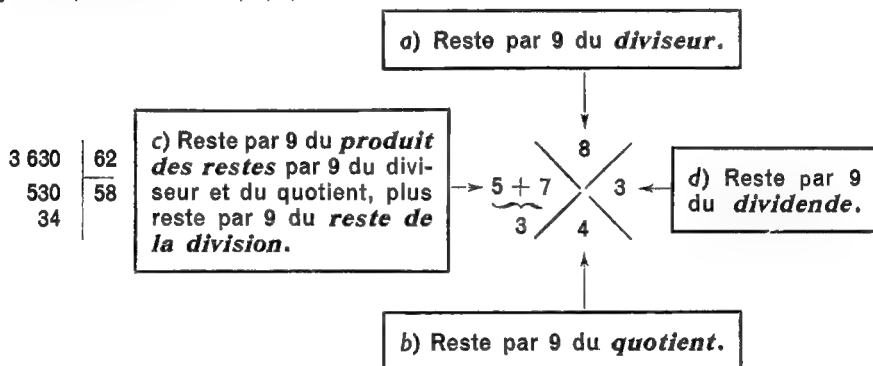 a) Reste par 9 du diviseur.
3 630 62
530 58
34
c) Reste par 9 du produit
des restes par 9 du divi-
seur et du quotient, plus
reste par 9 du reste de
la division.
8
5 + 7
3
3
4
d) Reste par 9
du dividende.
b) Reste par 9 du quotient.